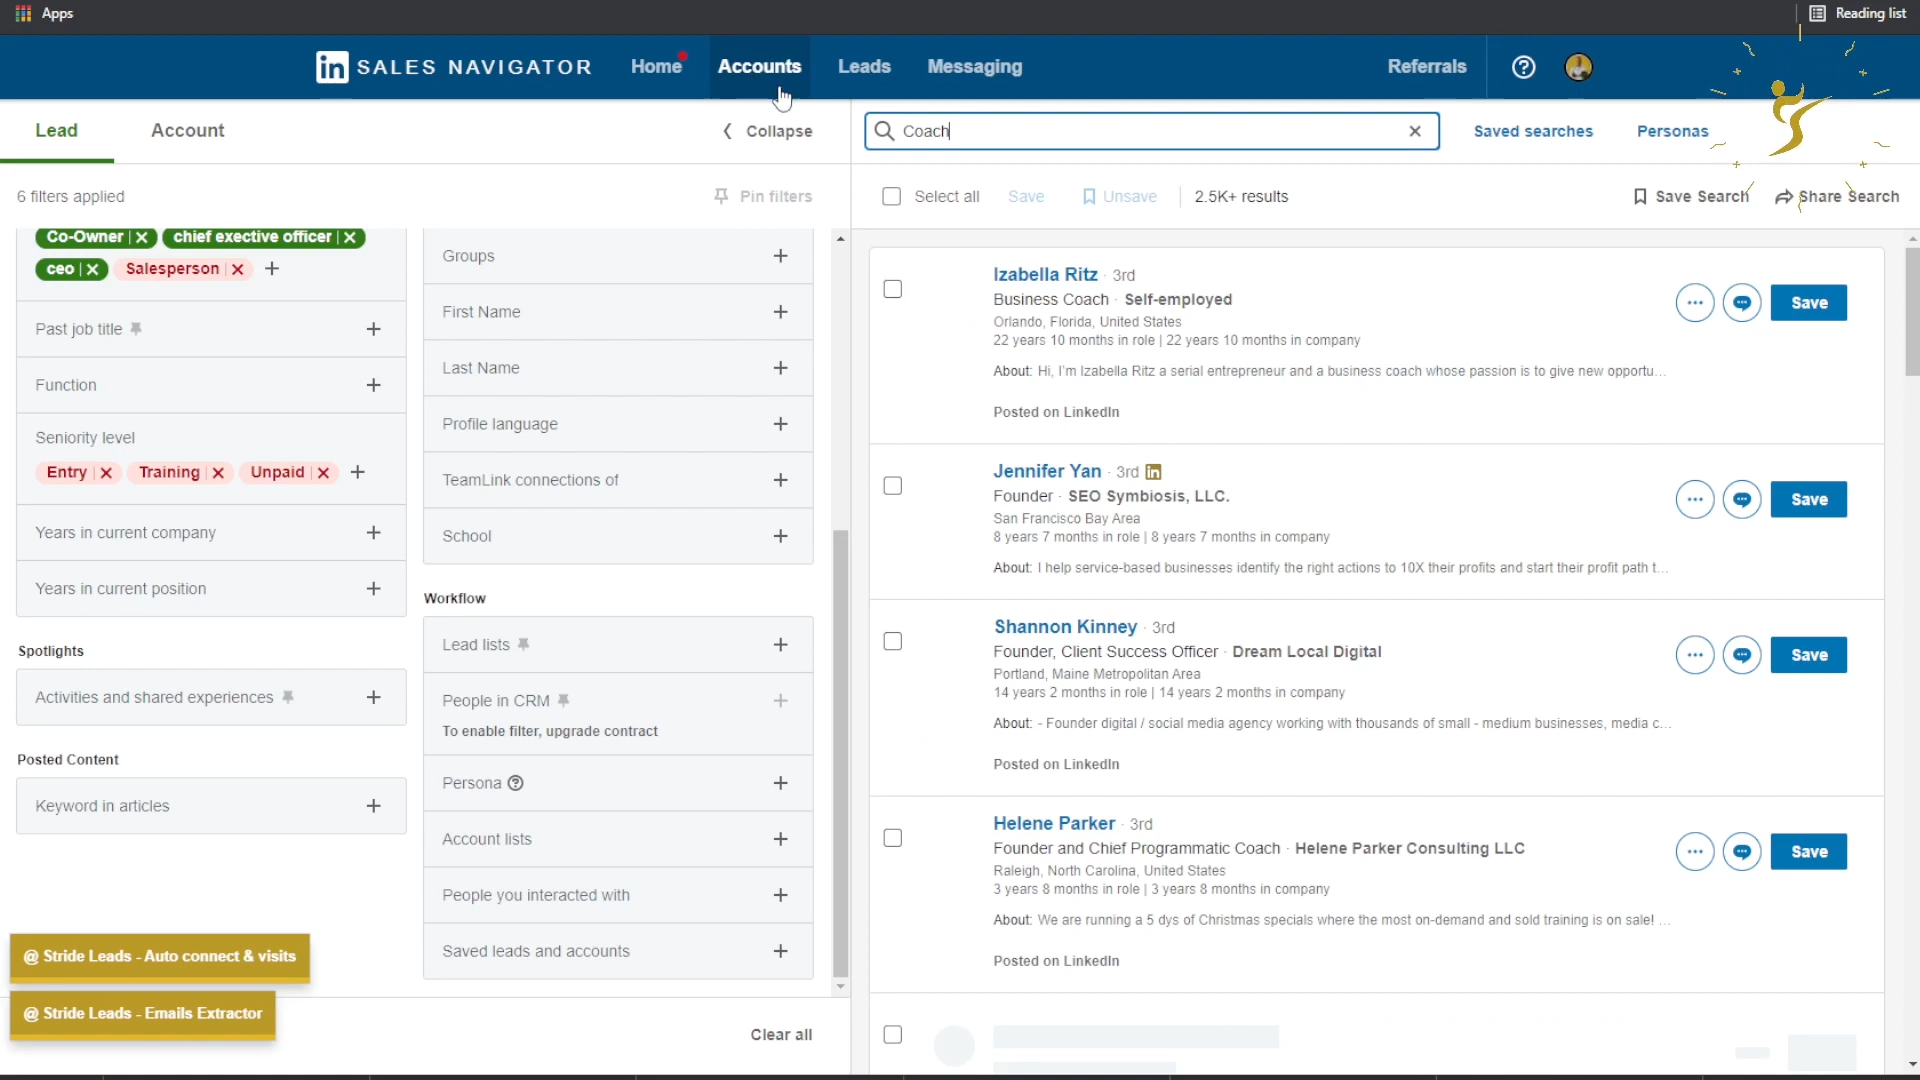 Apps
Reading list
in SALES NAVIGATOR
Home
Accounts
Leads
Messaging
Referrals
Lead
Account
Collapse
Coach
Saved searches
Personas
6 filters applied
Pin filters
Select all
Save
Unsave
2.5K+ results
Save Search
Share Search
Co-Owner
chief exective officer
ceo
Salesperson
Past job title
Function
Seniority level
Entry
Training
Unpaid
Years in current company
Years in current position
Spotlights
Activities and shared experiences
Posted Content
Keyword in articles
@ Stride Leads - Auto connect & visits
@ Stride Leads - Emails Extractor
Groups
First Name
Last Name
Profile language
TeamLink connections of
School
Workflow
Lead lists
People in CRM
To enable filter, upgrade contract
Persona
Account lists
People you interacted with
Saved leads and accounts
Clear all
Izabella Ritz · 3rd
Business Coach · Self-employed
Orlando, Florida, United States
22 years 10 months in role | 22 years 10 months in company
About: Hi, I'm Izabella Ritz a serial entrepreneur and a business coach whose passion is to give new opportu...
Posted on LinkedIn
Save
Jennifer Yan · 3rd in
Founder · SEO Symbiosis, LLC.
San Francisco Bay Area
8 years 7 months in role | 8 years 7 months in company
About: I help service-based businesses identify the right actions to 10X their profits and start their profit path t...
Save
Shannon Kinney · 3rd
Founder, Client Success Officer · Dream Local Digital
Portland, Maine Metropolitan Area
14 years 2 months in role | 14 years 2 months in company
About: - Founder digital / social media agency working with thousands of small - medium businesses, media c...
Posted on LinkedIn
Save
Helene Parker · 3rd
Founder and Chief Programmatic Coach · Helene Parker Consulting LLC
Raleigh, North Carolina, United States
3 years 8 months in role | 3 years 8 months in company
About: We are running a 5 dys of Christmas specials where the most on-demand and sold training is on sale! ...
Posted on LinkedIn
Save